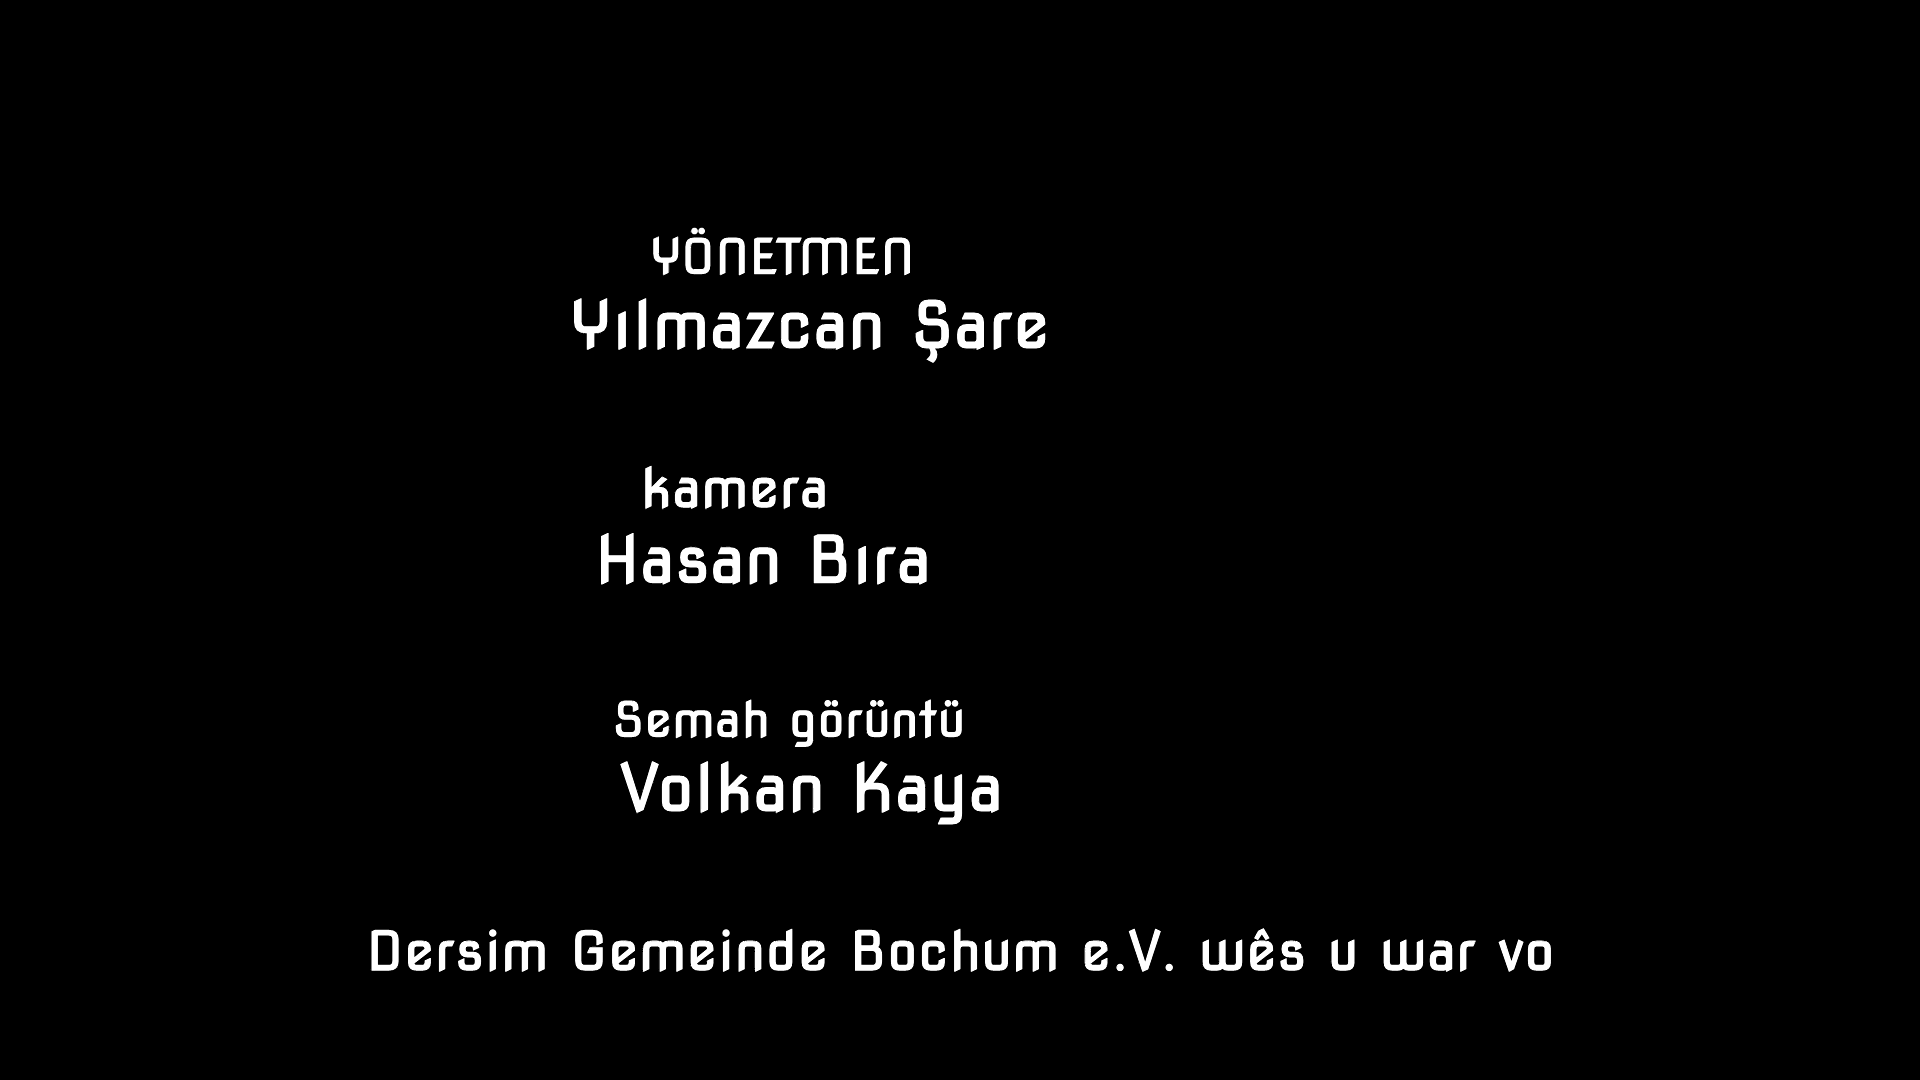 YÖNETMEN
Yılmazcan Şare
kamera
Hasan Bıra
Semah görüntü
Volkan Kaya
Dersim Gemeinde Bochum e.V. wês u war vo